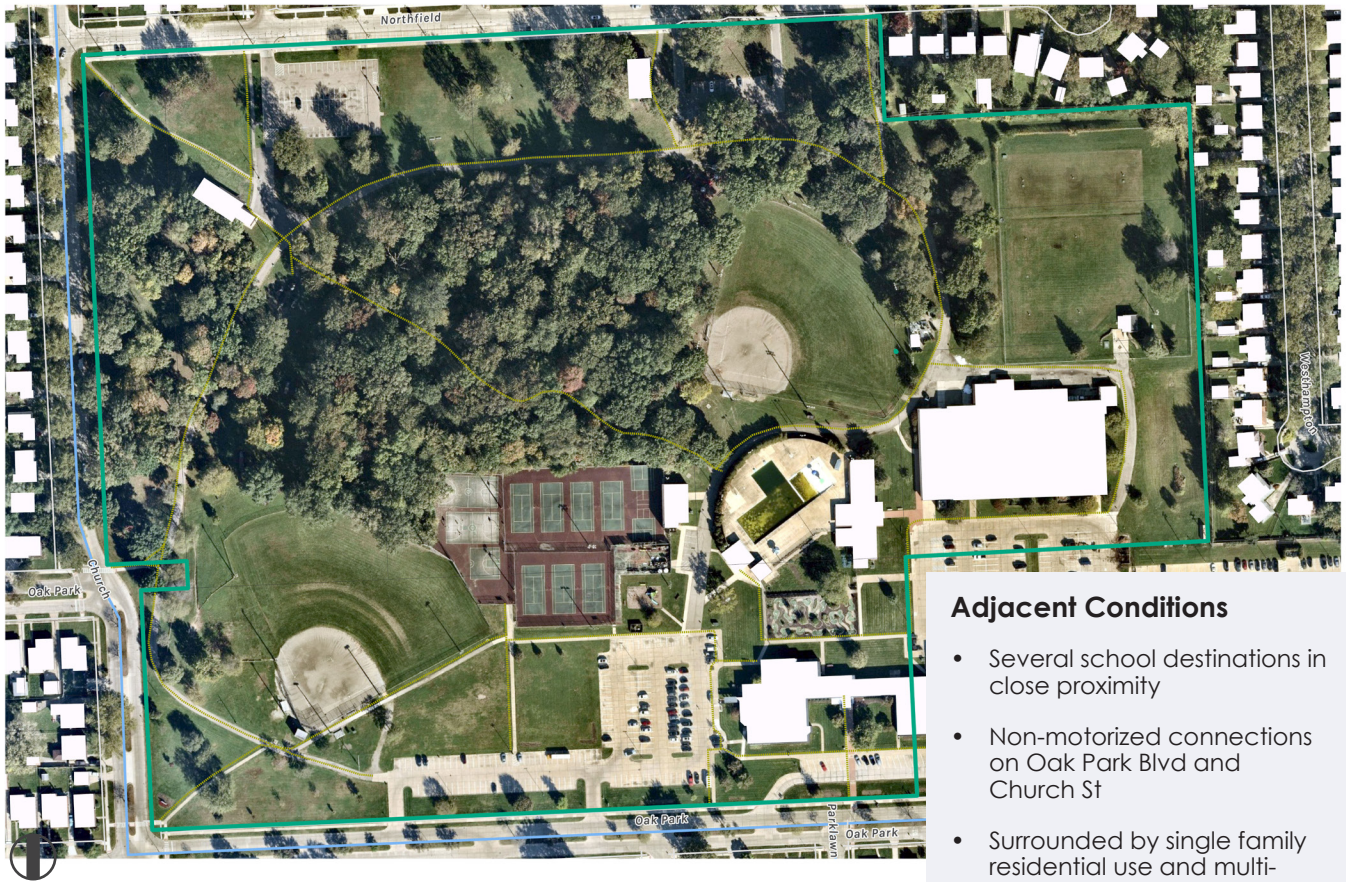 Northfield
Westhampton
Church
Oak Park
Oak Park
Oak Park
Parklawn
Adjacent Conditions
• Several school destinations in
close proximity
• Non-motorized connections
on Oak Park Blvd and
Church St
• Surrounded by single family
residential use and multi-